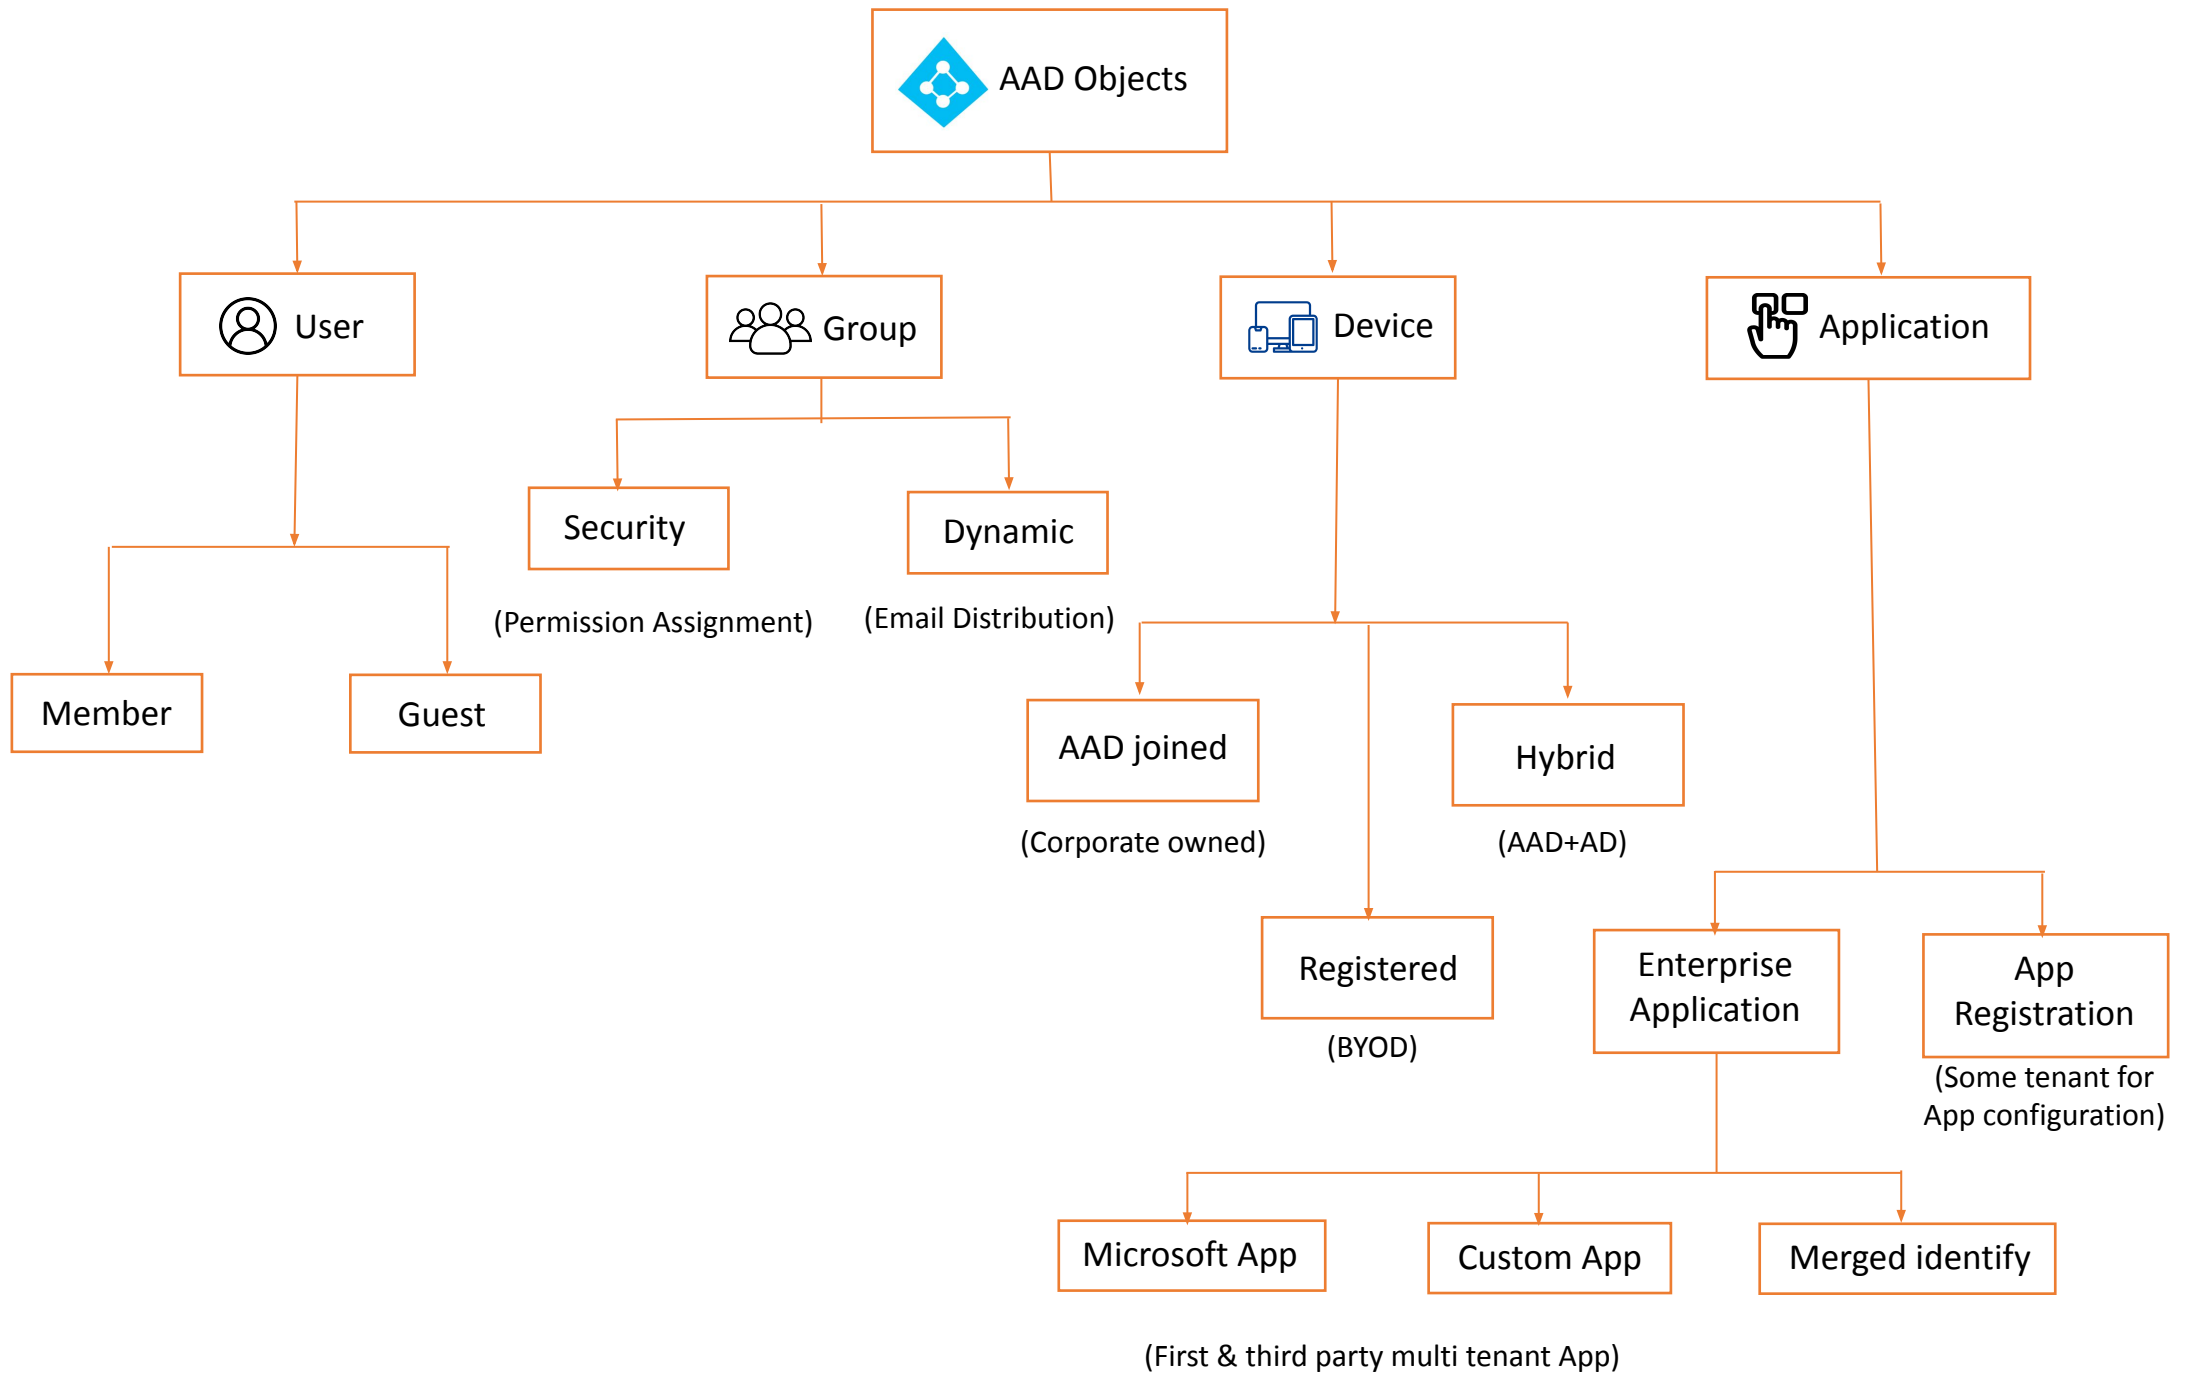 AAD Objects
User
Group
Device
Application
Security
Dynamic
(Permission Assignment)
(Email Distribution)
Member
Guest
AAD joined
Hybrid
(Corporate owned)
(AAD+AD)
Registered
(BYOD)
Enterprise
Application
App
Registration
(Some tenant for
App configuration)
Microsoft App
Custom App
Merged identify
(First & third party multi tenant App)